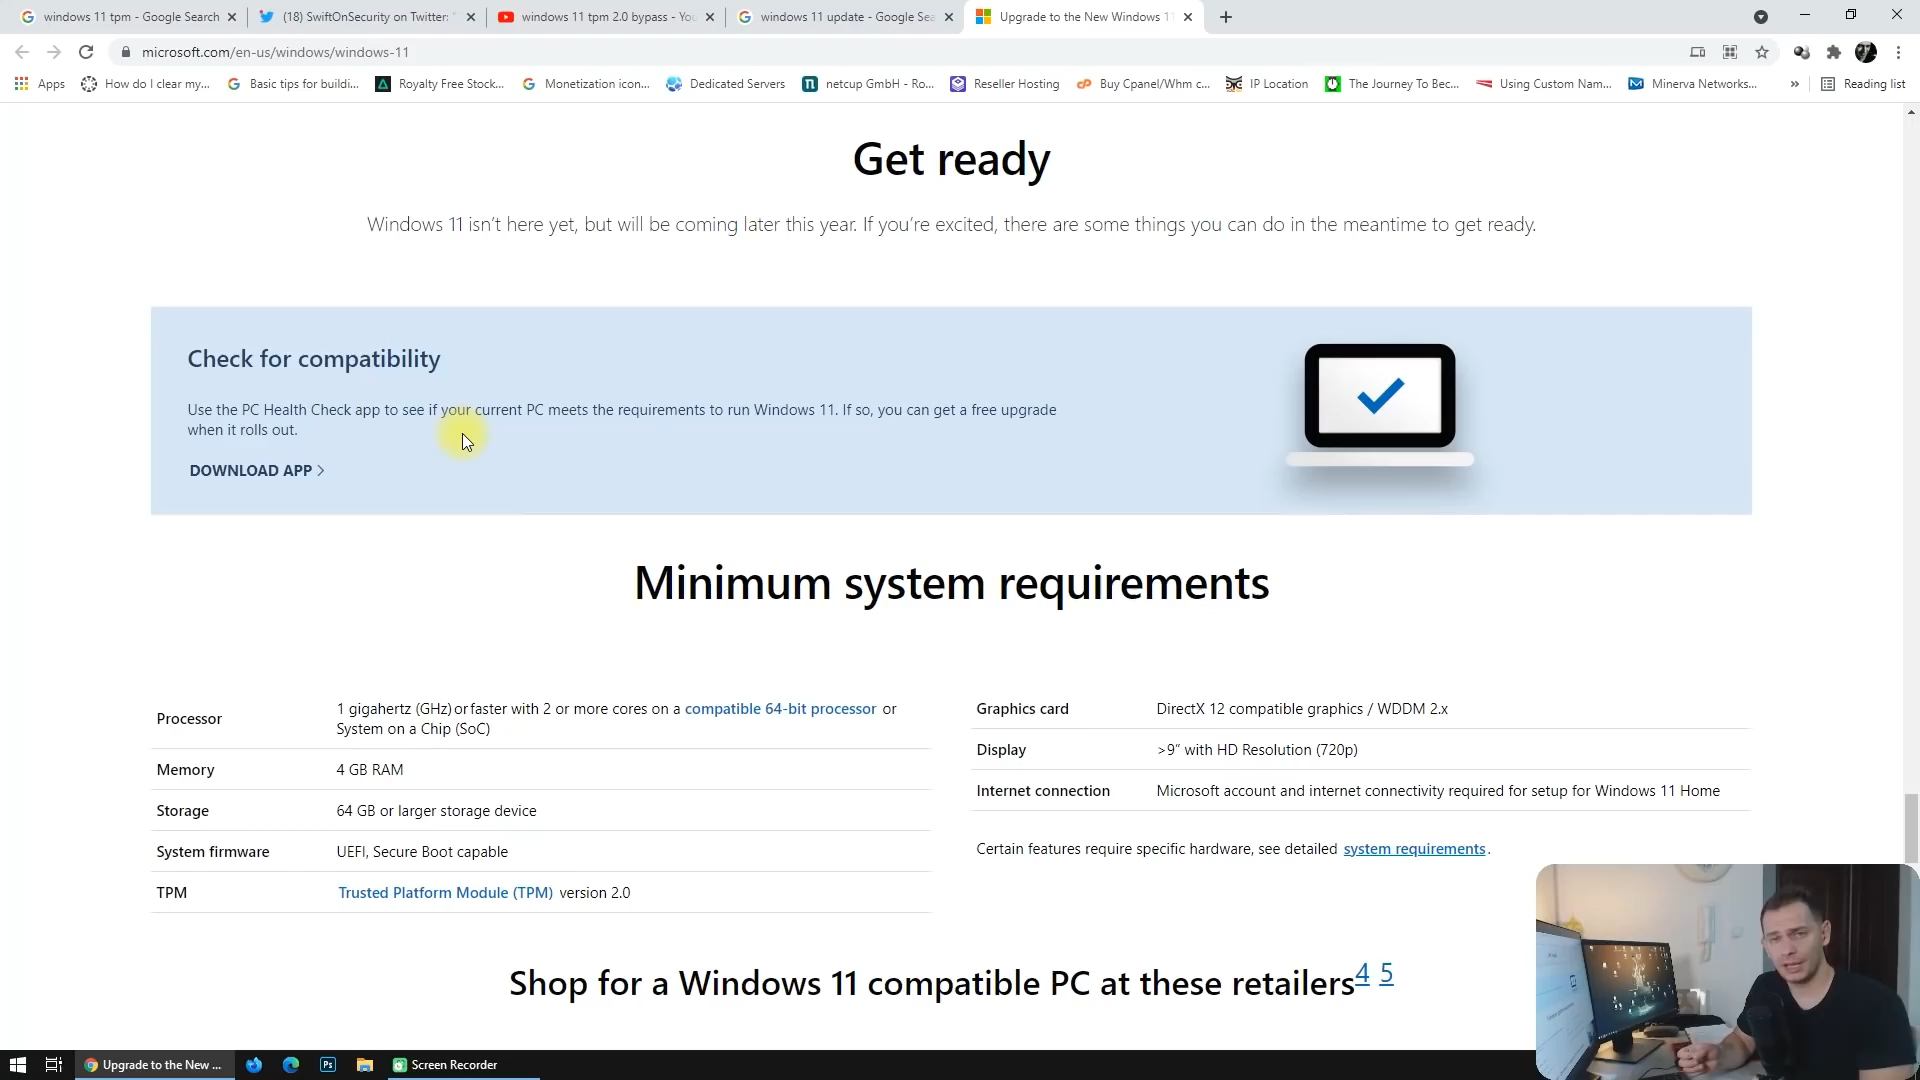 windows 11 tpm - Google Search
(18) SwiftOnSecurity on Twitter: "
windows 11 tpm 2.0 bypass - You
windows 11 update - Google Sea
Upgrade to the New Windows 11
microsoft.com/en-us/windows/windows-11
Apps
How do I clear my...
Basic tips for buildi...
Royalty Free Stock...
Monetization icon...
Dedicated Servers
netcup GmbH - Ro...
Reseller Hosting
cP
Buy Cpanel/Whm c...
IP Location
The Journey To Bec...
Using Custom Nam...
Minerva Networks...
»
Reading list
Get ready
Windows 11 isn't here yet, but will be coming later this year. If you're excited, there are some things you can do in the meantime to get ready.
Check for compatibility
Use the PC Health Check app to see if your current PC meets the requirements to run Windows 11. If so, you can get a free upgrade
when it rolls out.
DOWNLOAD APP >
Minimum system requirements
Processor
1 gigahertz (GHz) or faster with 2 or more cores on a compatible 64-bit processor or
System on a Chip (SoC)
Memory
4 GB RAM
Storage
64 GB or larger storage device
System firmware
UEFI, Secure Boot capable
TPM
Trusted Platform Module (TPM) version 2.0
Graphics card
DirectX 12 compatible graphics / WDDM 2.x
Display
>9" with HD Resolution (720p)
Internet connection
Microsoft account and internet connectivity required for setup for Windows 11 Home
Certain features require specific hardware, see detailed system requirements.
Shop for a Windows 11 compatible PC at these retailers4 5
Upgrade to the New ...
Ps
Screen Recorder